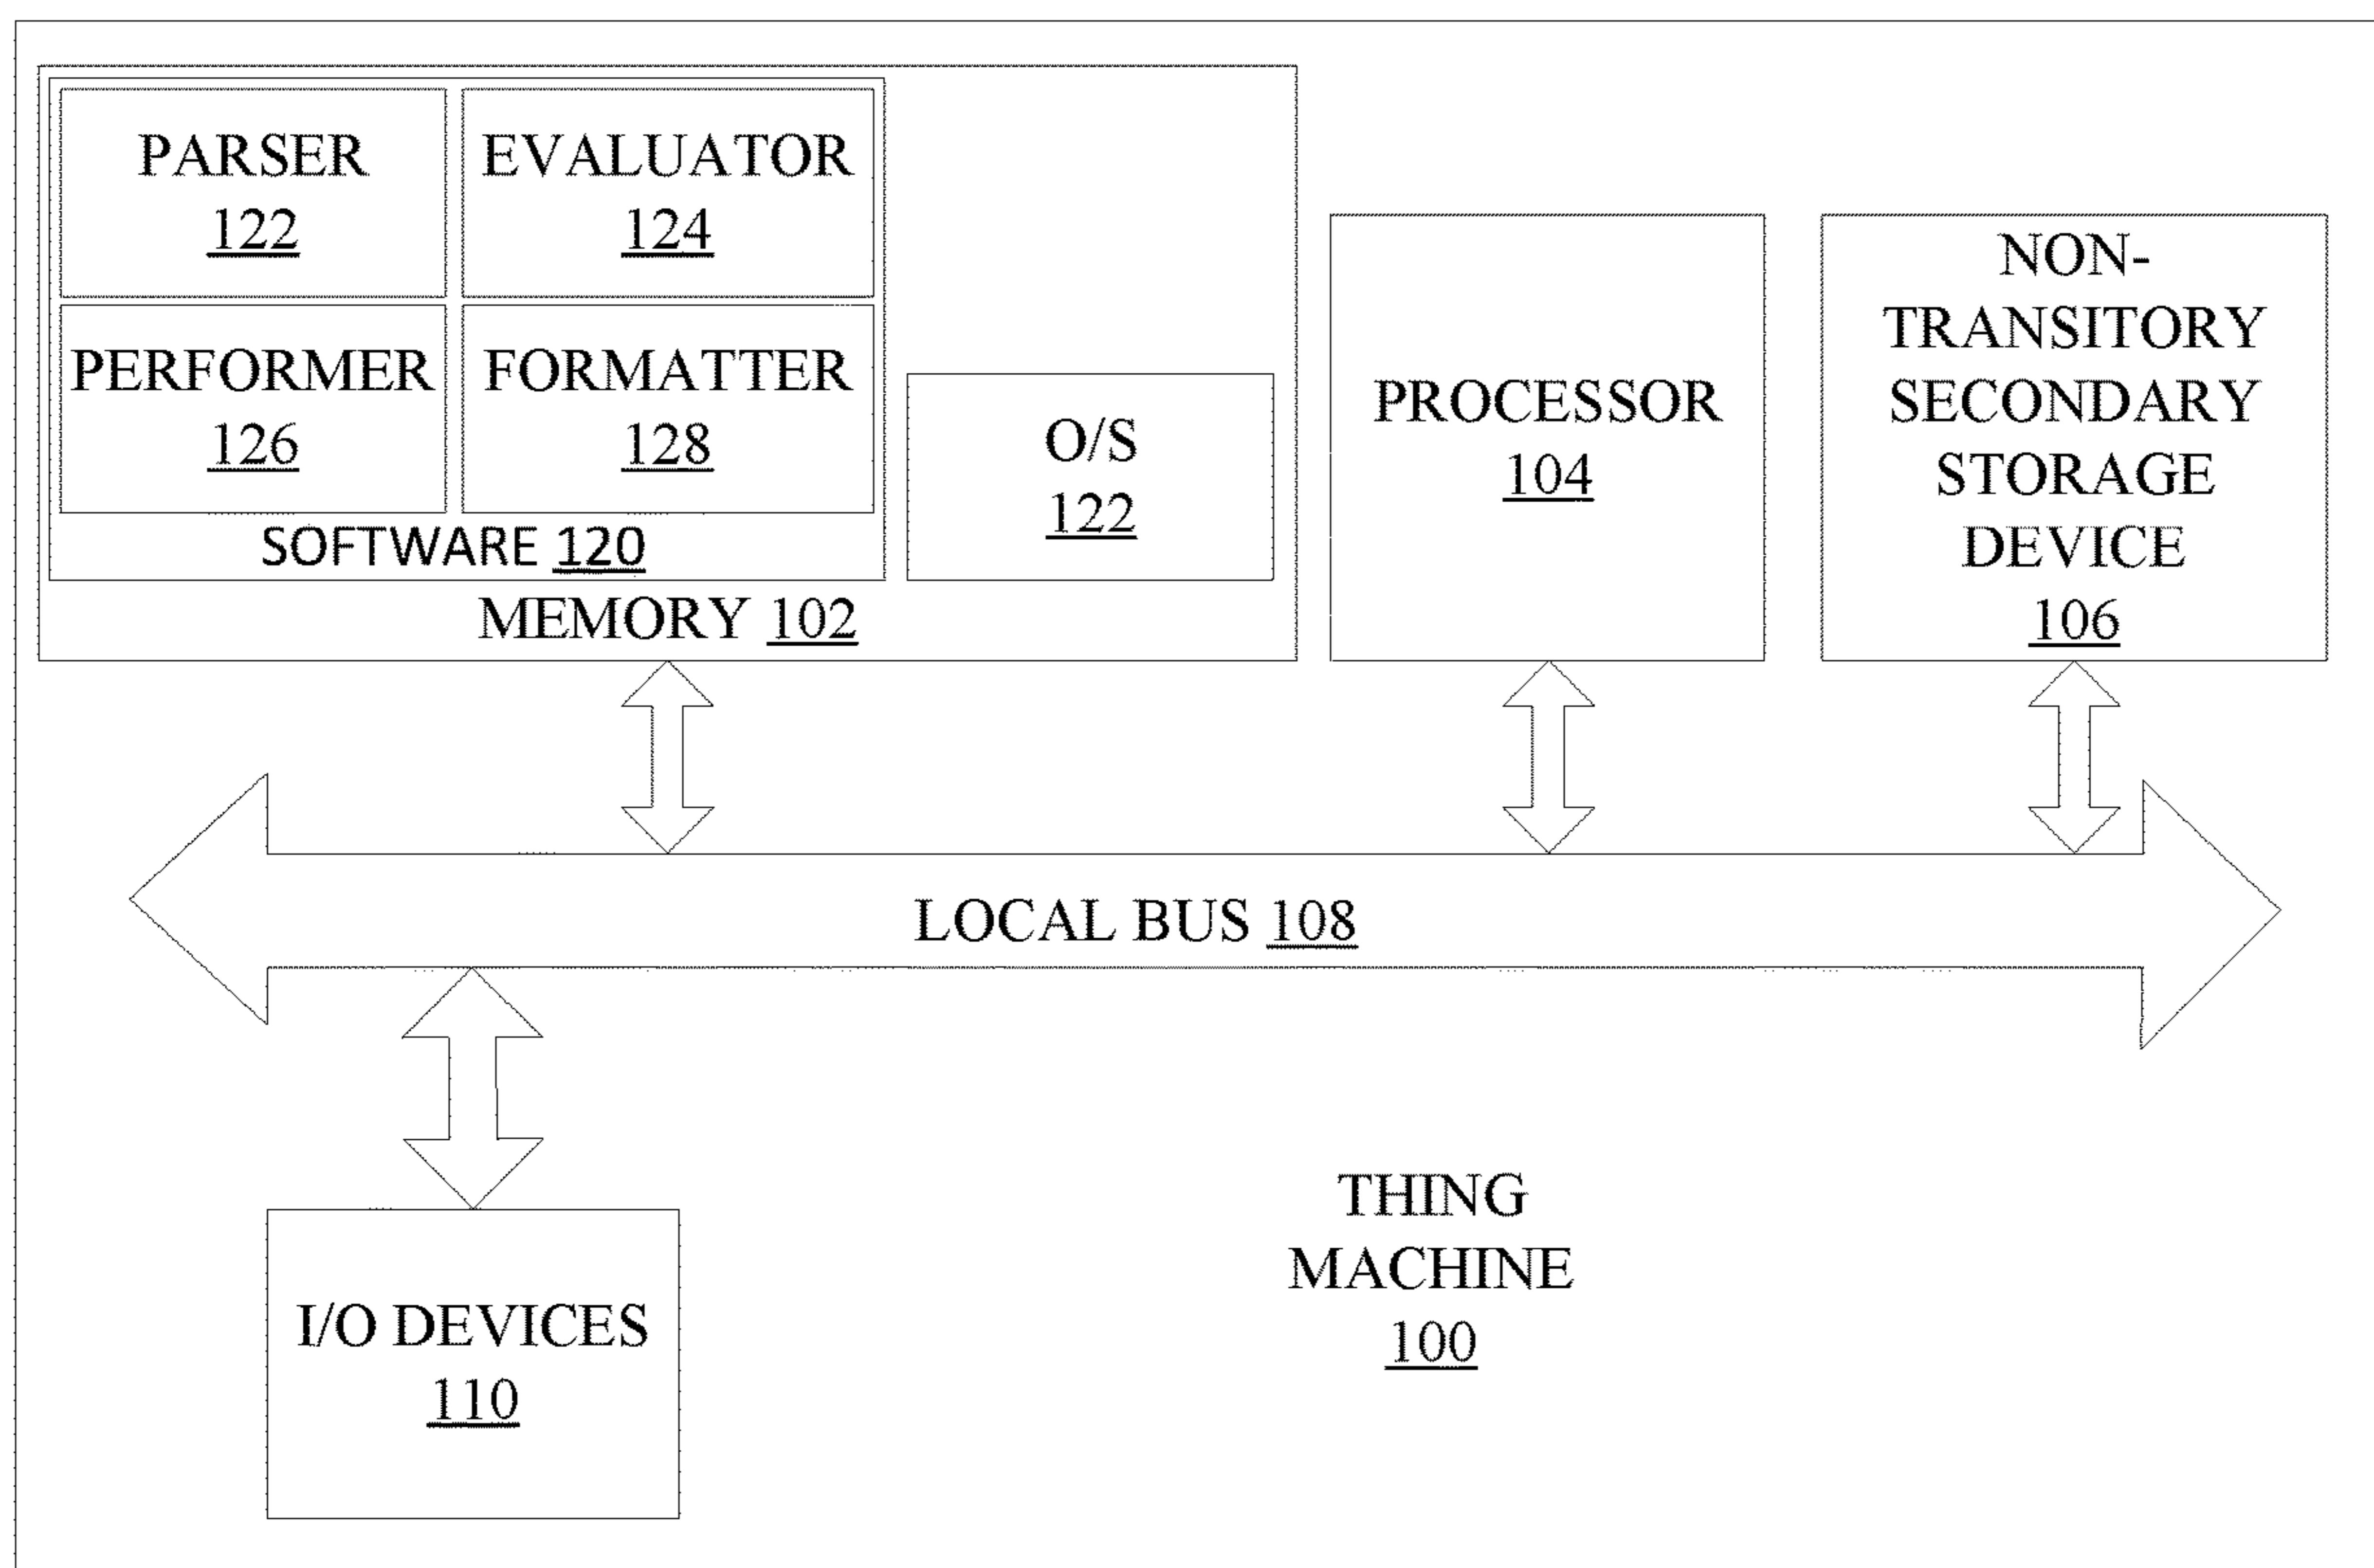 PARSER
122
EVALUATOR
124
PERFORMER
126
FORMATTER
128
SOFTWARE 120
O/S
122
MEMORY 102
PROCESSOR
104
NON-
TRANSITORY
SECONDARY
STORAGE
DEVICE
106
LOCAL BUS 108
I/O DEVICES
110
THING
MACHINE
100